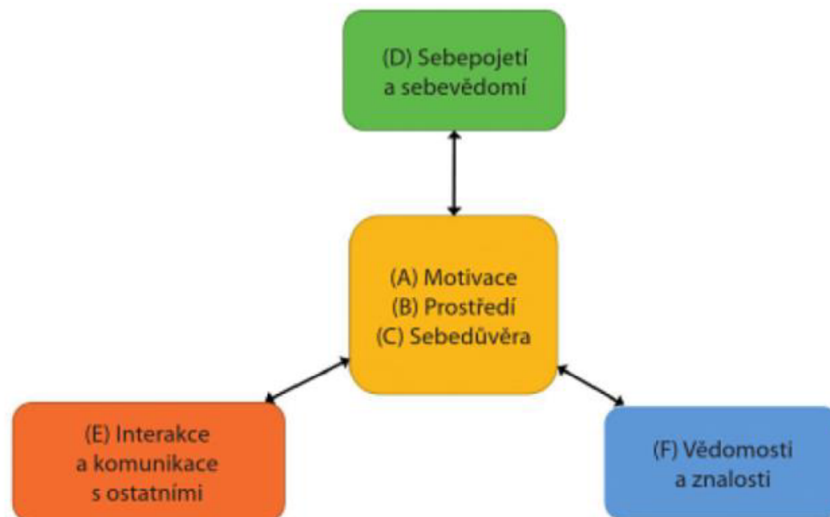 (D) Sebepojetí
a sebevědomí
(A) Motivace
(B) Prostředí
(C) Sebedůvěra
(E) Interakce
a komunikace
s ostatními
(F) Vědomosti
a znalosti